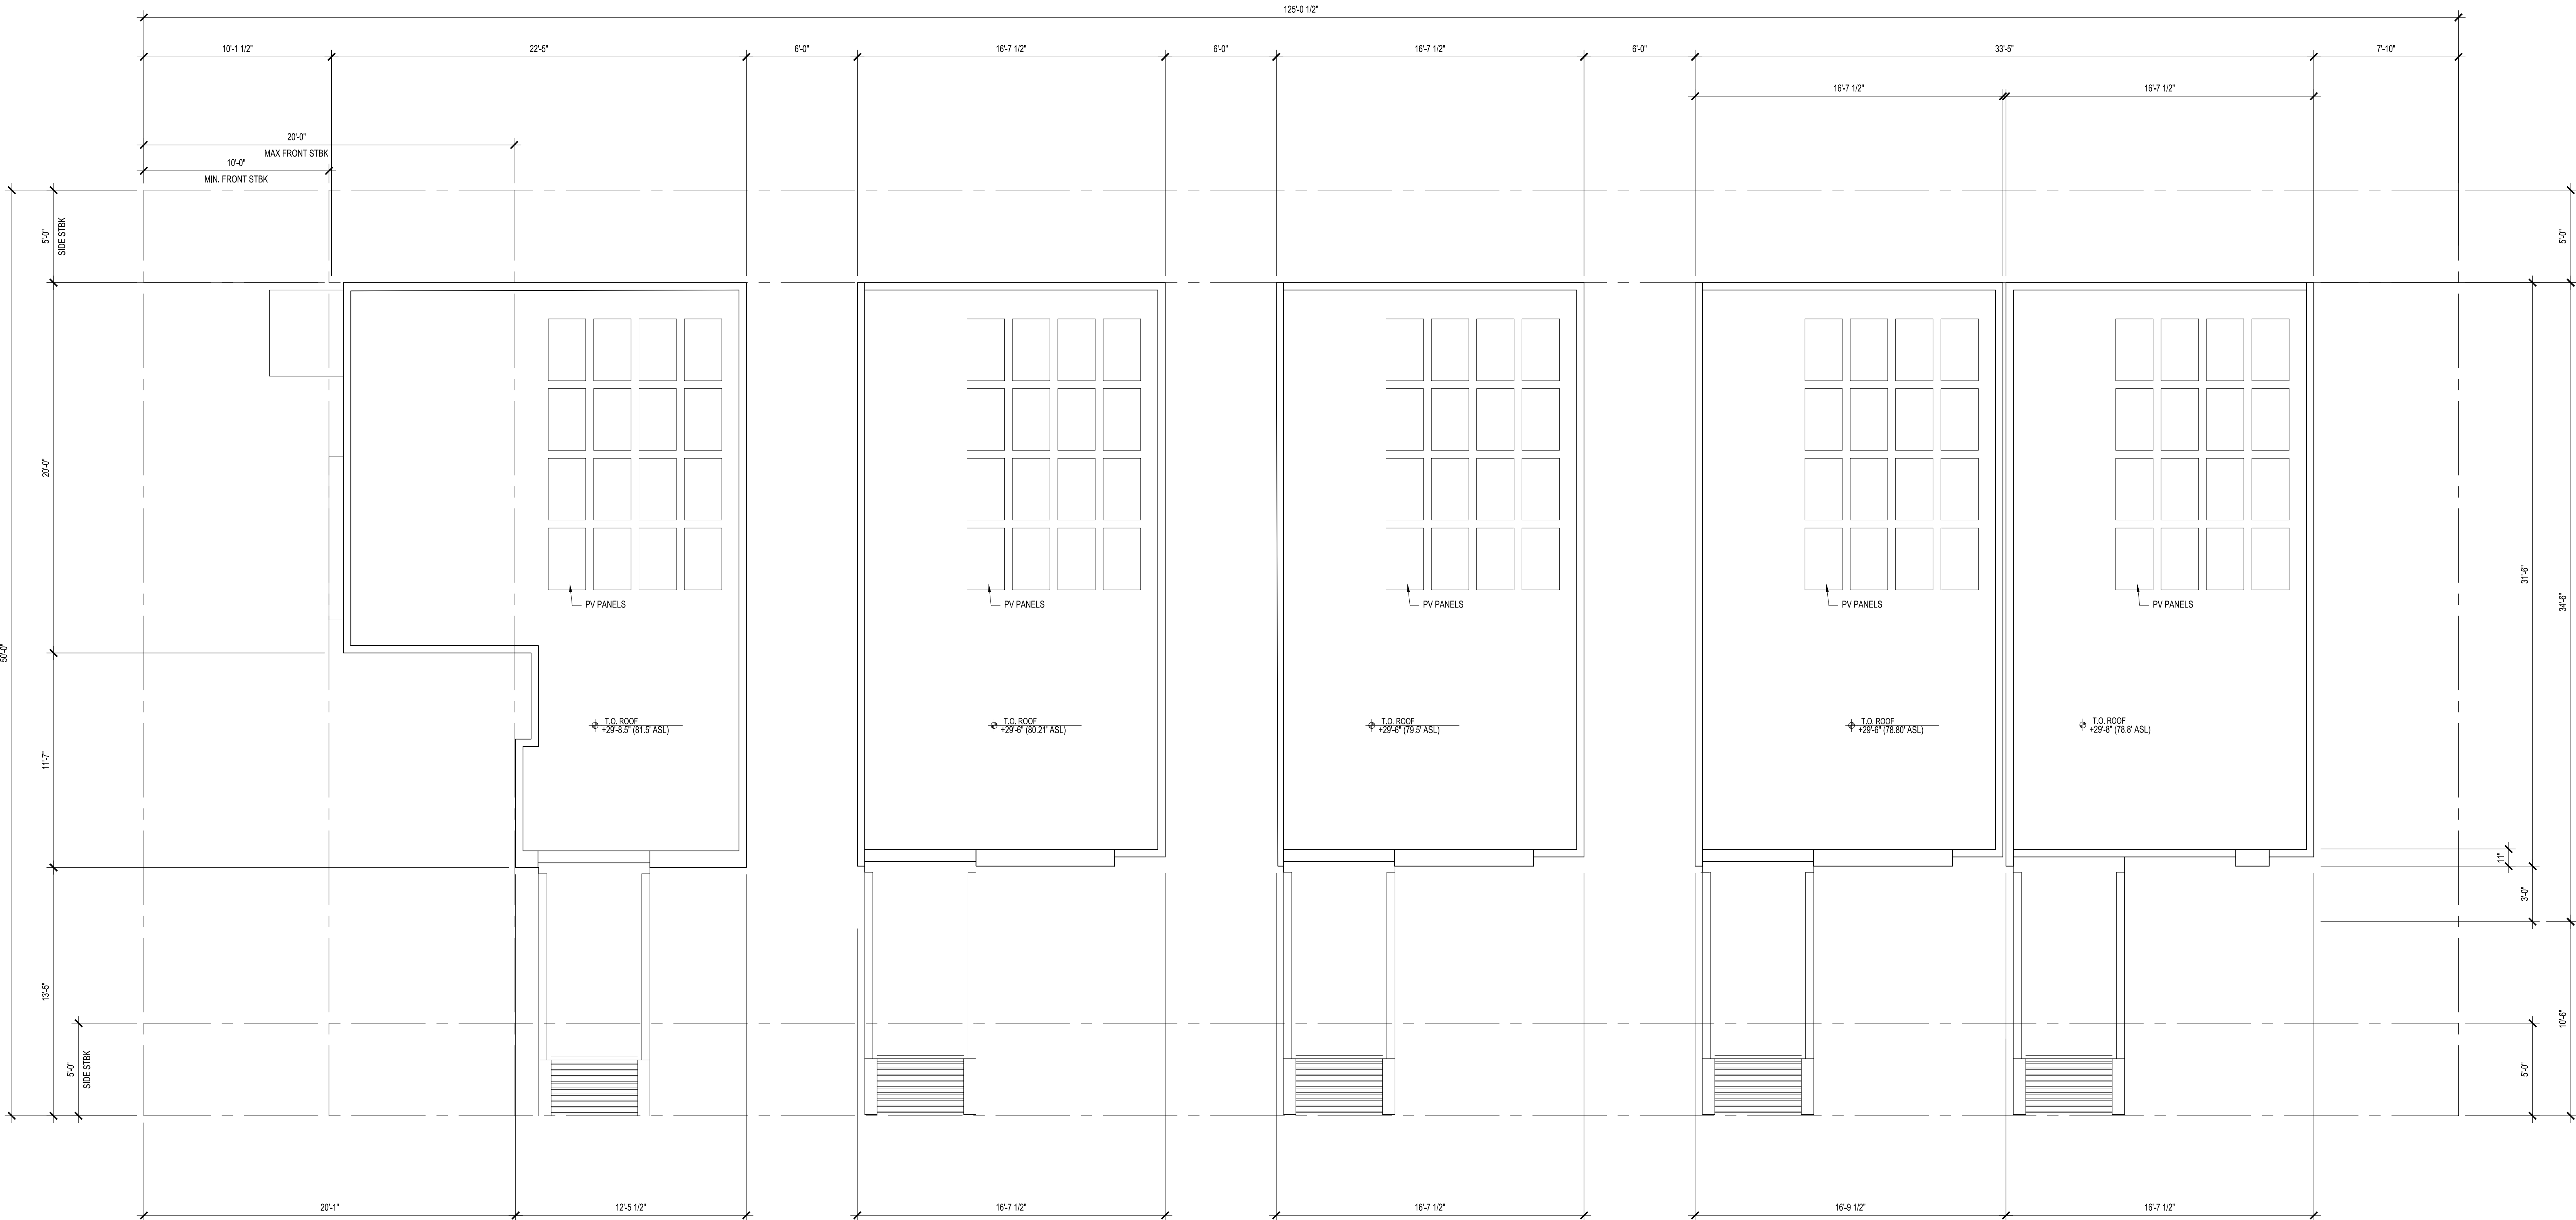 125'-0 1/2"
10'-1 1/2"
22'-5"
6'-0"
16'-7 1/2"
6'-0"
16'-7 1/2"
6'-0"
33'-5"
7'-10"
16'-7 1/2"
16'-7 1/2"
20'-0"
MAX FRONT STBK
10'-0"
MIN. FRONT STBK
5'-0"
SIDE STBK
5'-0"
20'-0"
31'-6"
34'-6"
PV PANELS
PV PANELS
PV PANELS
PV PANELS
PV PANELS
50'-0"
T.O. ROOF
+29'-8.5" (81.5' ASL)
T.O. ROOF
+29'-6" (80.21' ASL)
T.O. ROOF
+29'-6" (79.5' ASL)
T.O. ROOF
+29'-6" (78.80' ASL)
T.O. ROOF
+29'-8" (78.8' ASL)
11'-7"
11"
3'-0"
13'-5"
10'-6"
5'-0"
SIDE STBK
5'-0"
20'-1"
12'-5 1/2"
16'-7 1/2"
16'-7 1/2"
16'-9 1/2"
16'-7 1/2"